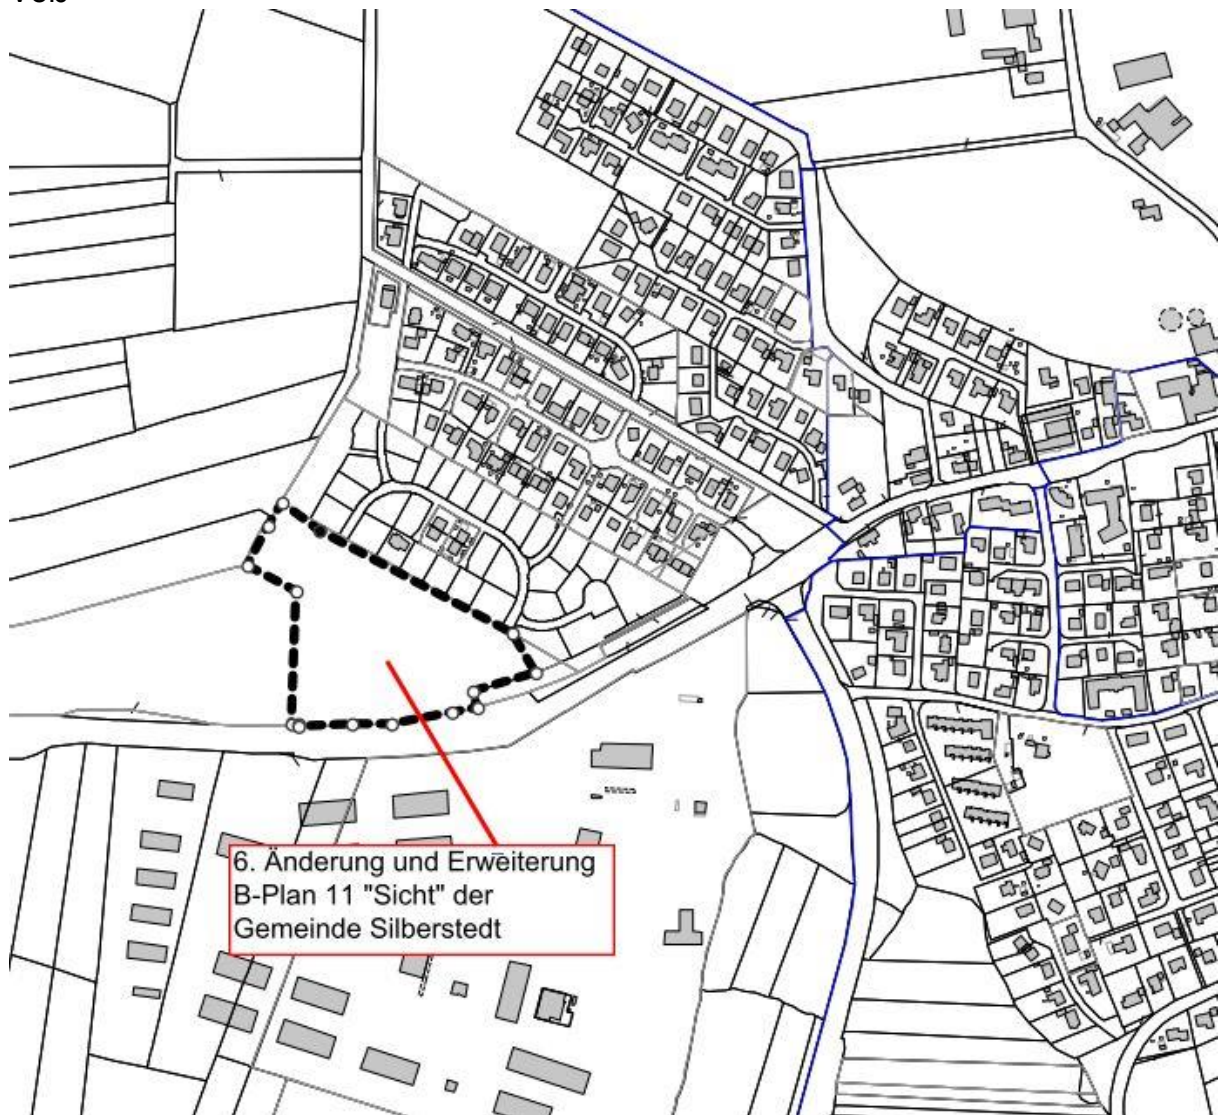 6. Änderung und Erweiterung
B-Plan 11 "Sicht" der
Gemeinde Silberstedt